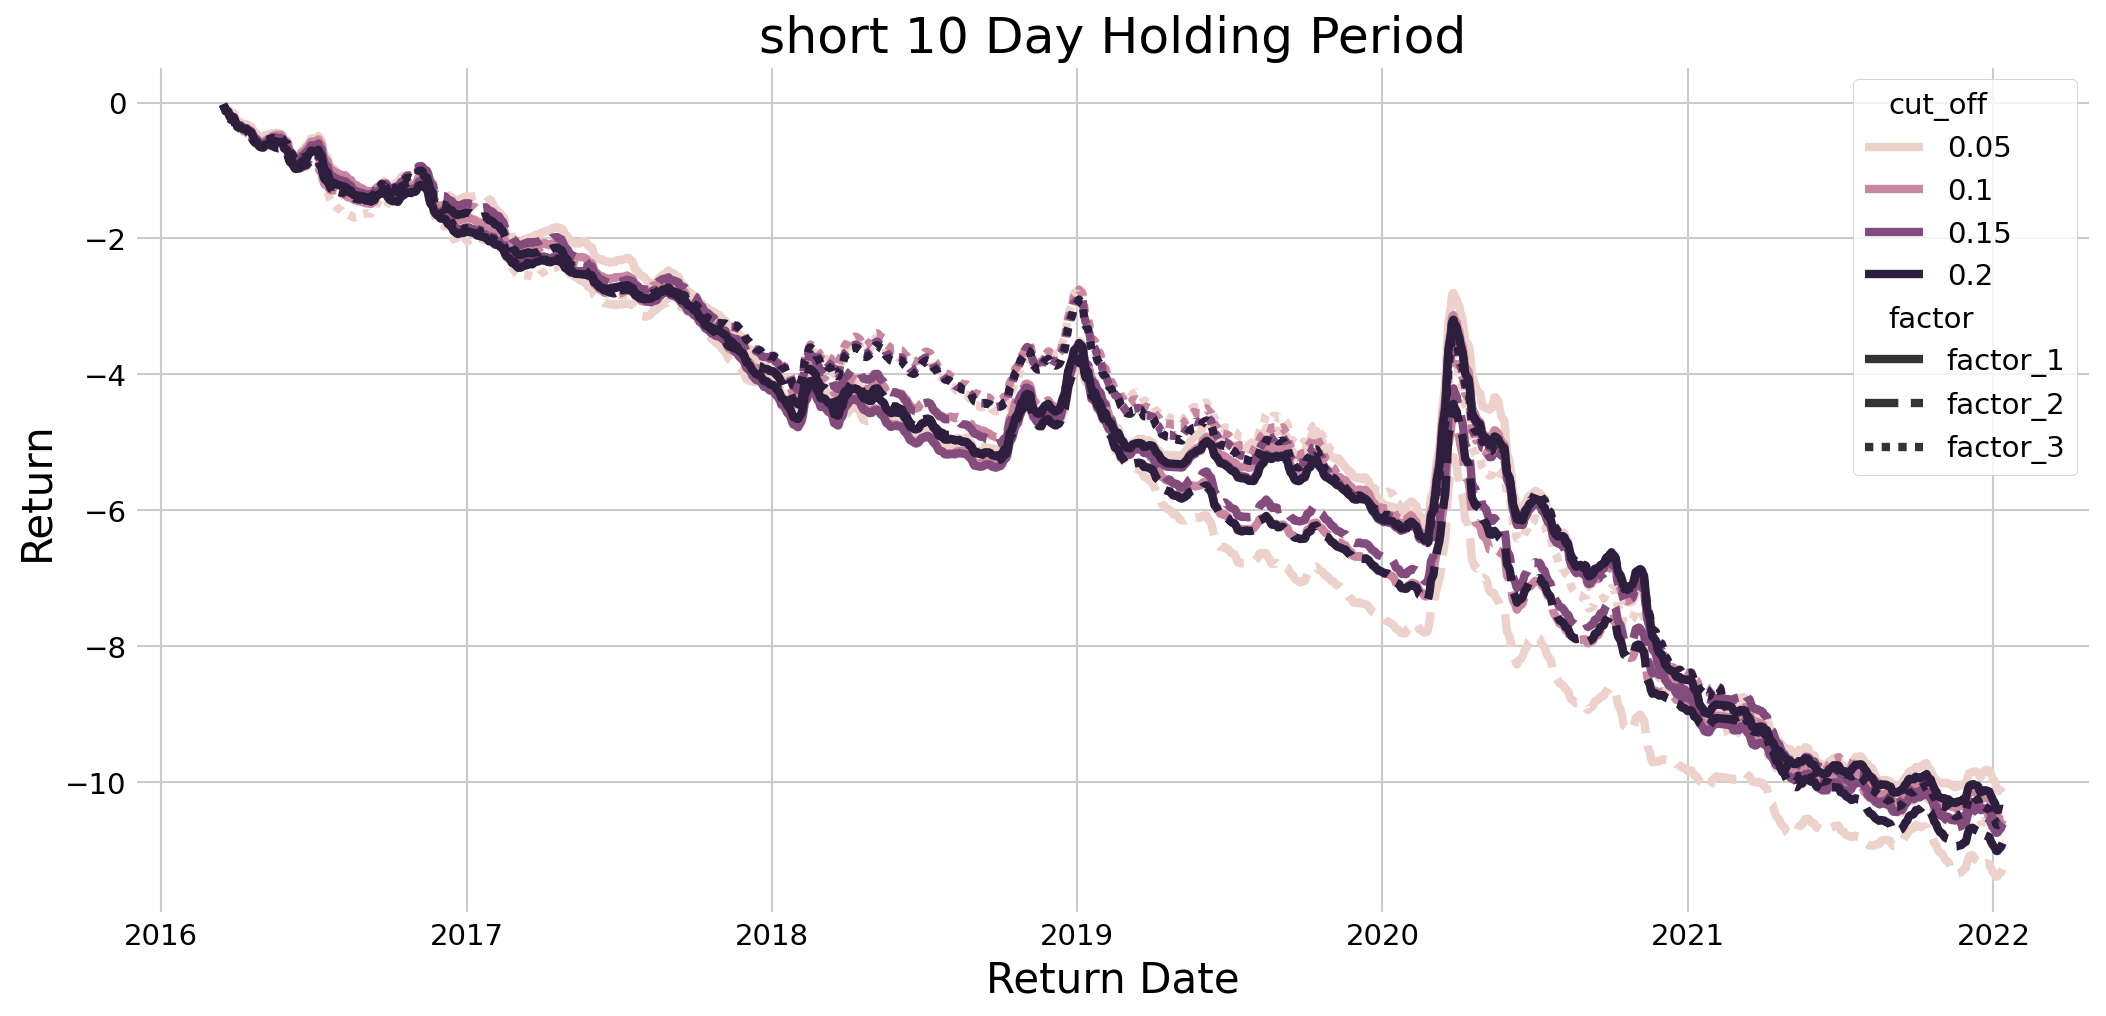 short 10 Day Holding Period
0
−2
−4
−6
−8
−10
Return
2016
2017
2018
2019
2020
2021
2022
Return Date
cut_off
0.05
0.1
0.15
0.2
factor
factor_1
factor_2
factor_3